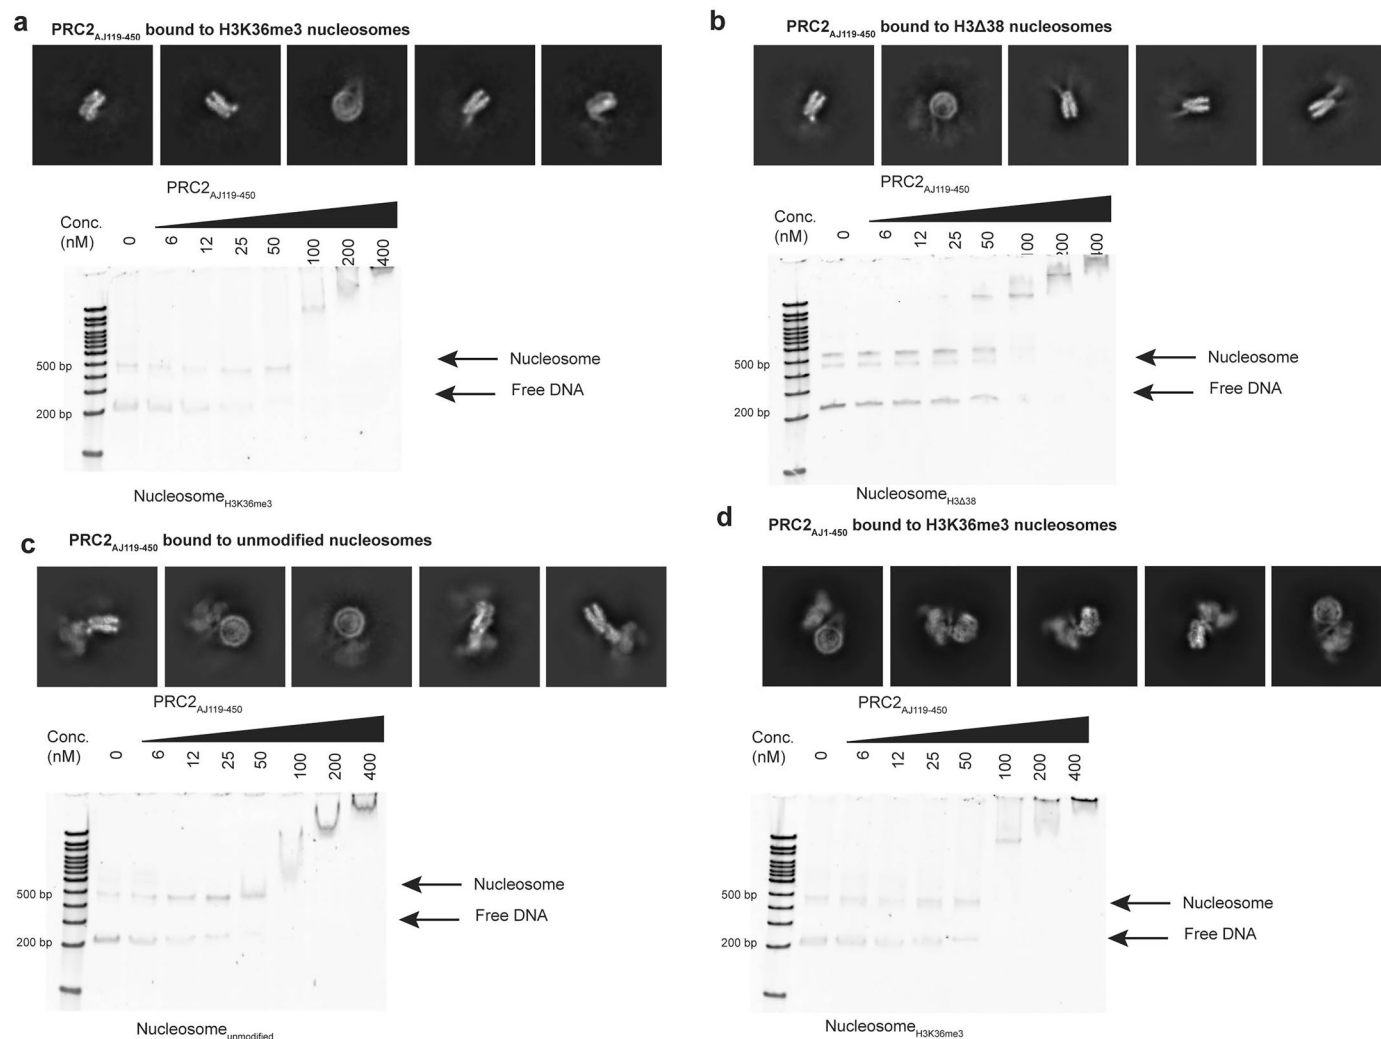 a
PRC2AJ119-450 bound to H3K36me3 nucleosomes
PRC2AJ119-450
Conc.
(nM)
0 6 12 25 50 100 200 400
500 bp
200 bp
Nucleosome
Free DNA
NucleosomeH3K36me3
b
PRC2AJ119-450 bound to H3Δ38 nucleosomes
PRC2AJ119-450
Conc.
(nM)
0 6 12 25 50 100 200 400
500 bp
200 bp
Nucleosome
Free DNA
NucleosomeH3Δ38
c
PRC2AJ119-450 bound to unmodified nucleosomes
PRC2AJ119-450
Conc.
(nM)
0 6 12 25 50 100 200 400
500 bp
200 bp
Nucleosome
Free DNA
Nucleosomeunmodified
d
PRC2AJ1-450 bound to H3K36me3 nucleosomes
PRC2AJ119-450
Conc.
(nM)
0 6 12 25 50 100 200 400
500 bp
200 bp
Nucleosome
Free DNA
NucleosomeH3K36me3